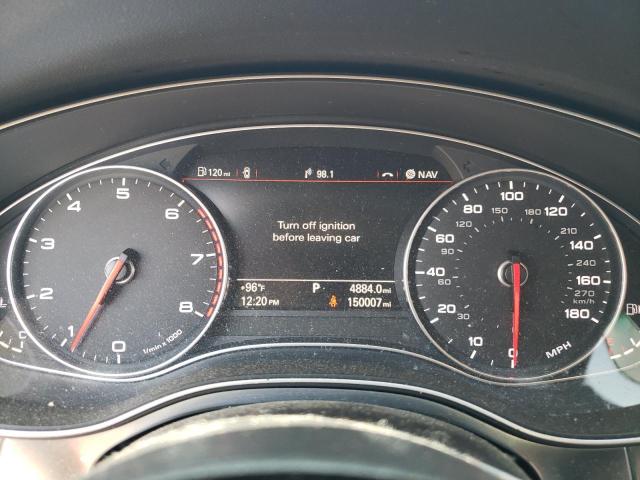 120 mi 98.1 NAV
Turn off ignition
before leaving car
+96°F P 4884.0 mi
12:20 PM 150007 mi
0 1 2 3 4 5 6 7 8
1/min x 1000
0 10 20 40 60 80 100 120 140 160 180
30 60 90 120 150 180 210 240 270
km/h
MPH